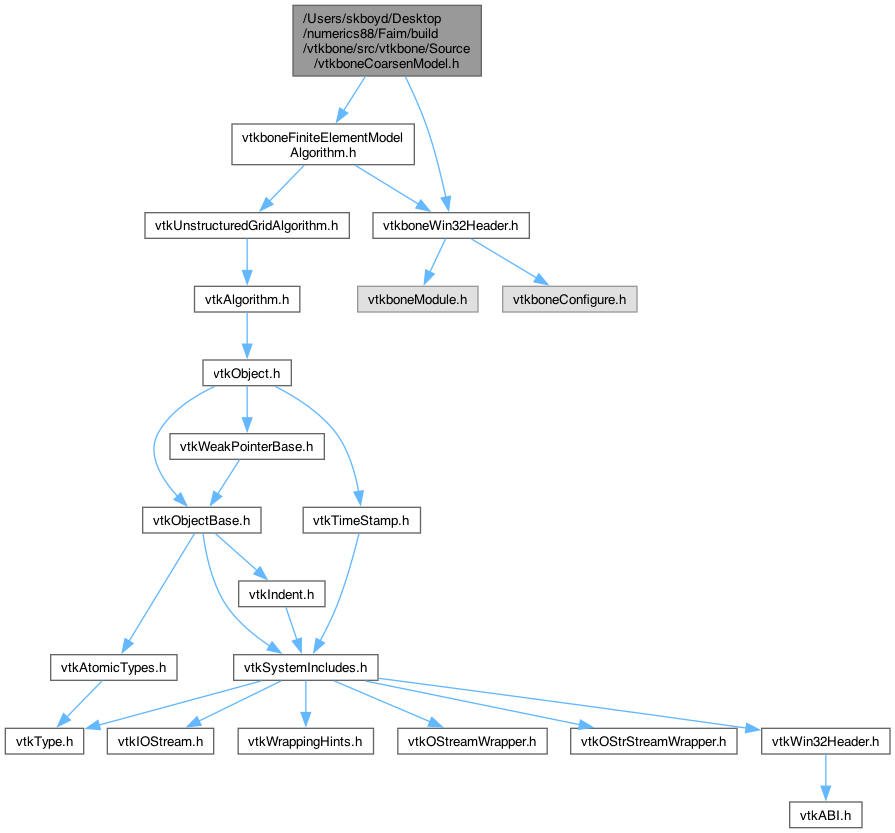 /Users/skboyd/Desktop
/numerics88/Faim/build
/vtkbone/src/vtkbone/Source
/vtkboneCoarsenModel.h
vtkboneFiniteElementModel
Algorithm.h
vtkUnstructuredGridAlgorithm.h
vtkboneWin32Header.h
vtkAlgorithm.h
vtkboneModule.h
vtkboneConfigure.h
vtkObject.h
vtkWeakPointerBase.h
vtkObjectBase.h
vtkTimeStamp.h
vtkIndent.h
vtkAtomicTypes.h
vtkSystemIncludes.h
vtkType.h
vtkIOStream.h
vtkWrappingHints.h
vtkOStreamWrapper.h
vtkOStrStreamWrapper.h
vtkWin32Header.h
vtkABI.h